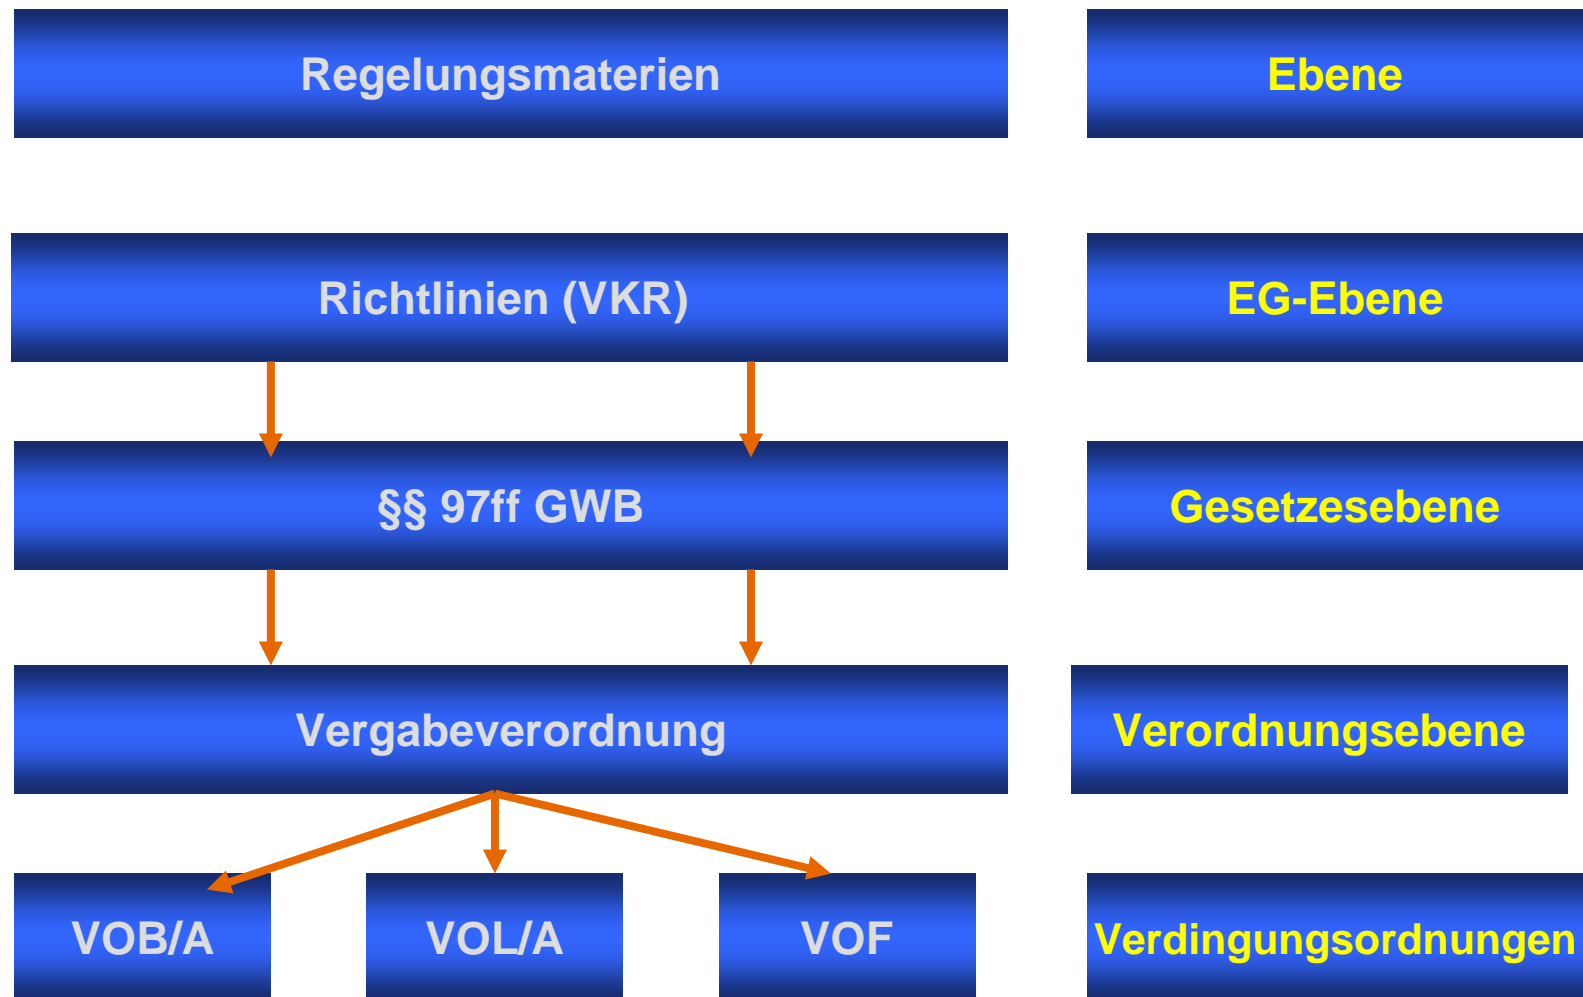 Regelungsmaterien
Ebene
Richtlinien (VKR)
EG-Ebene
§§ 97ff GWB
Gesetzesebene
Vergabeverordnung
Verordnungsebene
VOB/A
VOL/A
VOF
Verdingungsordnungen